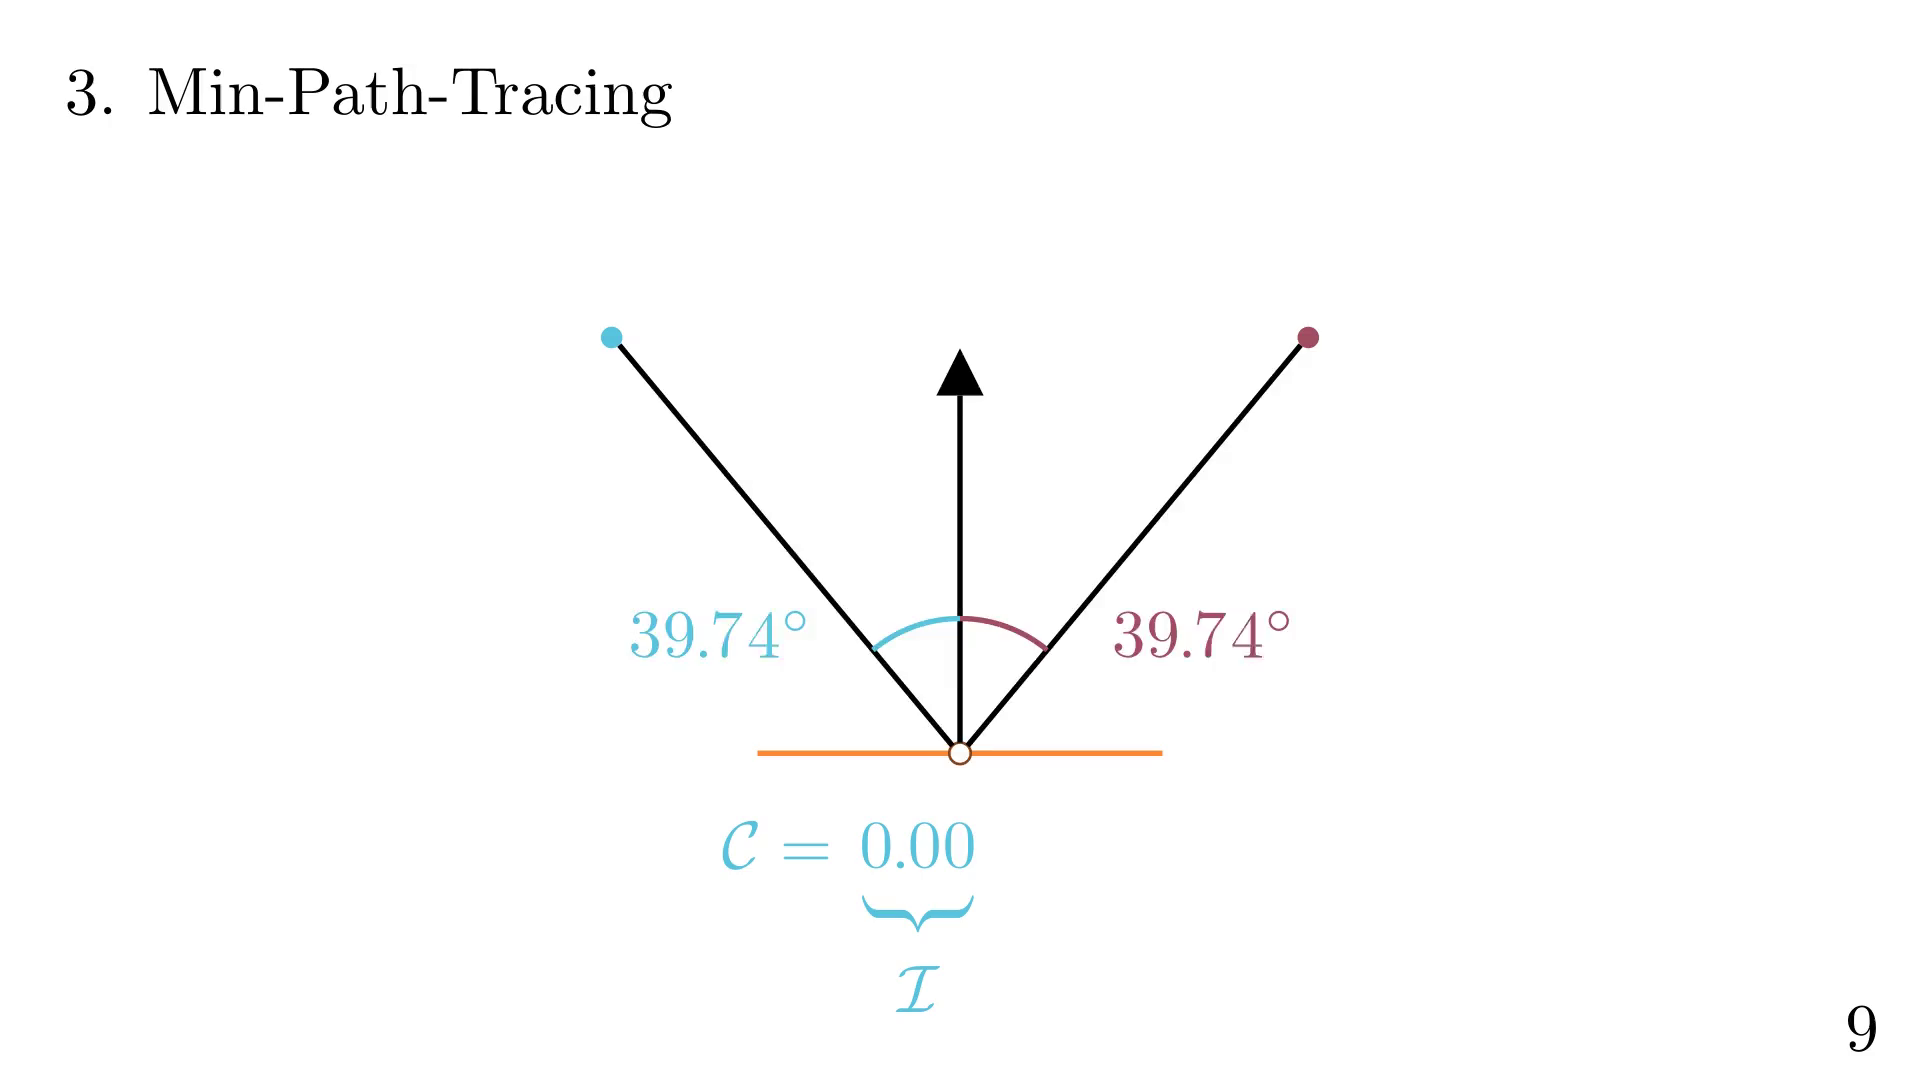 3. Min-Path-Tracing
39.74° 39.74°
𝒞 = 0.00
ℐ
9